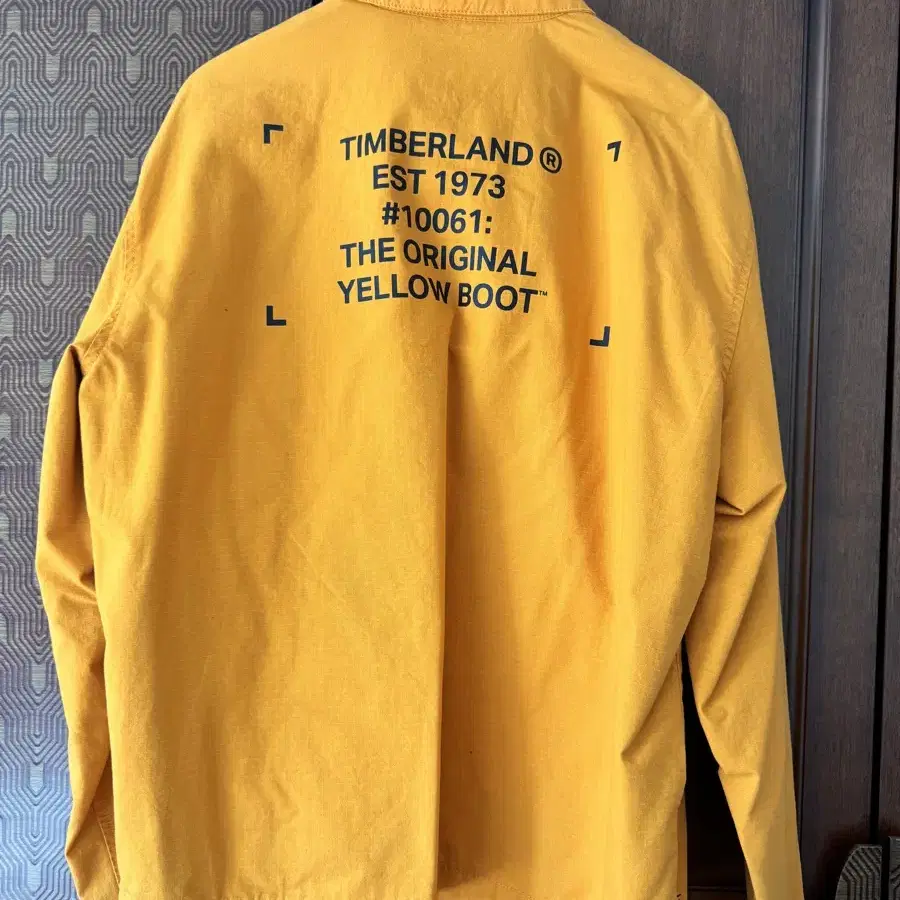 TIMBERLAND ®
EST 1973
#10061:
THE ORIGINAL
YELLOW BOOT™